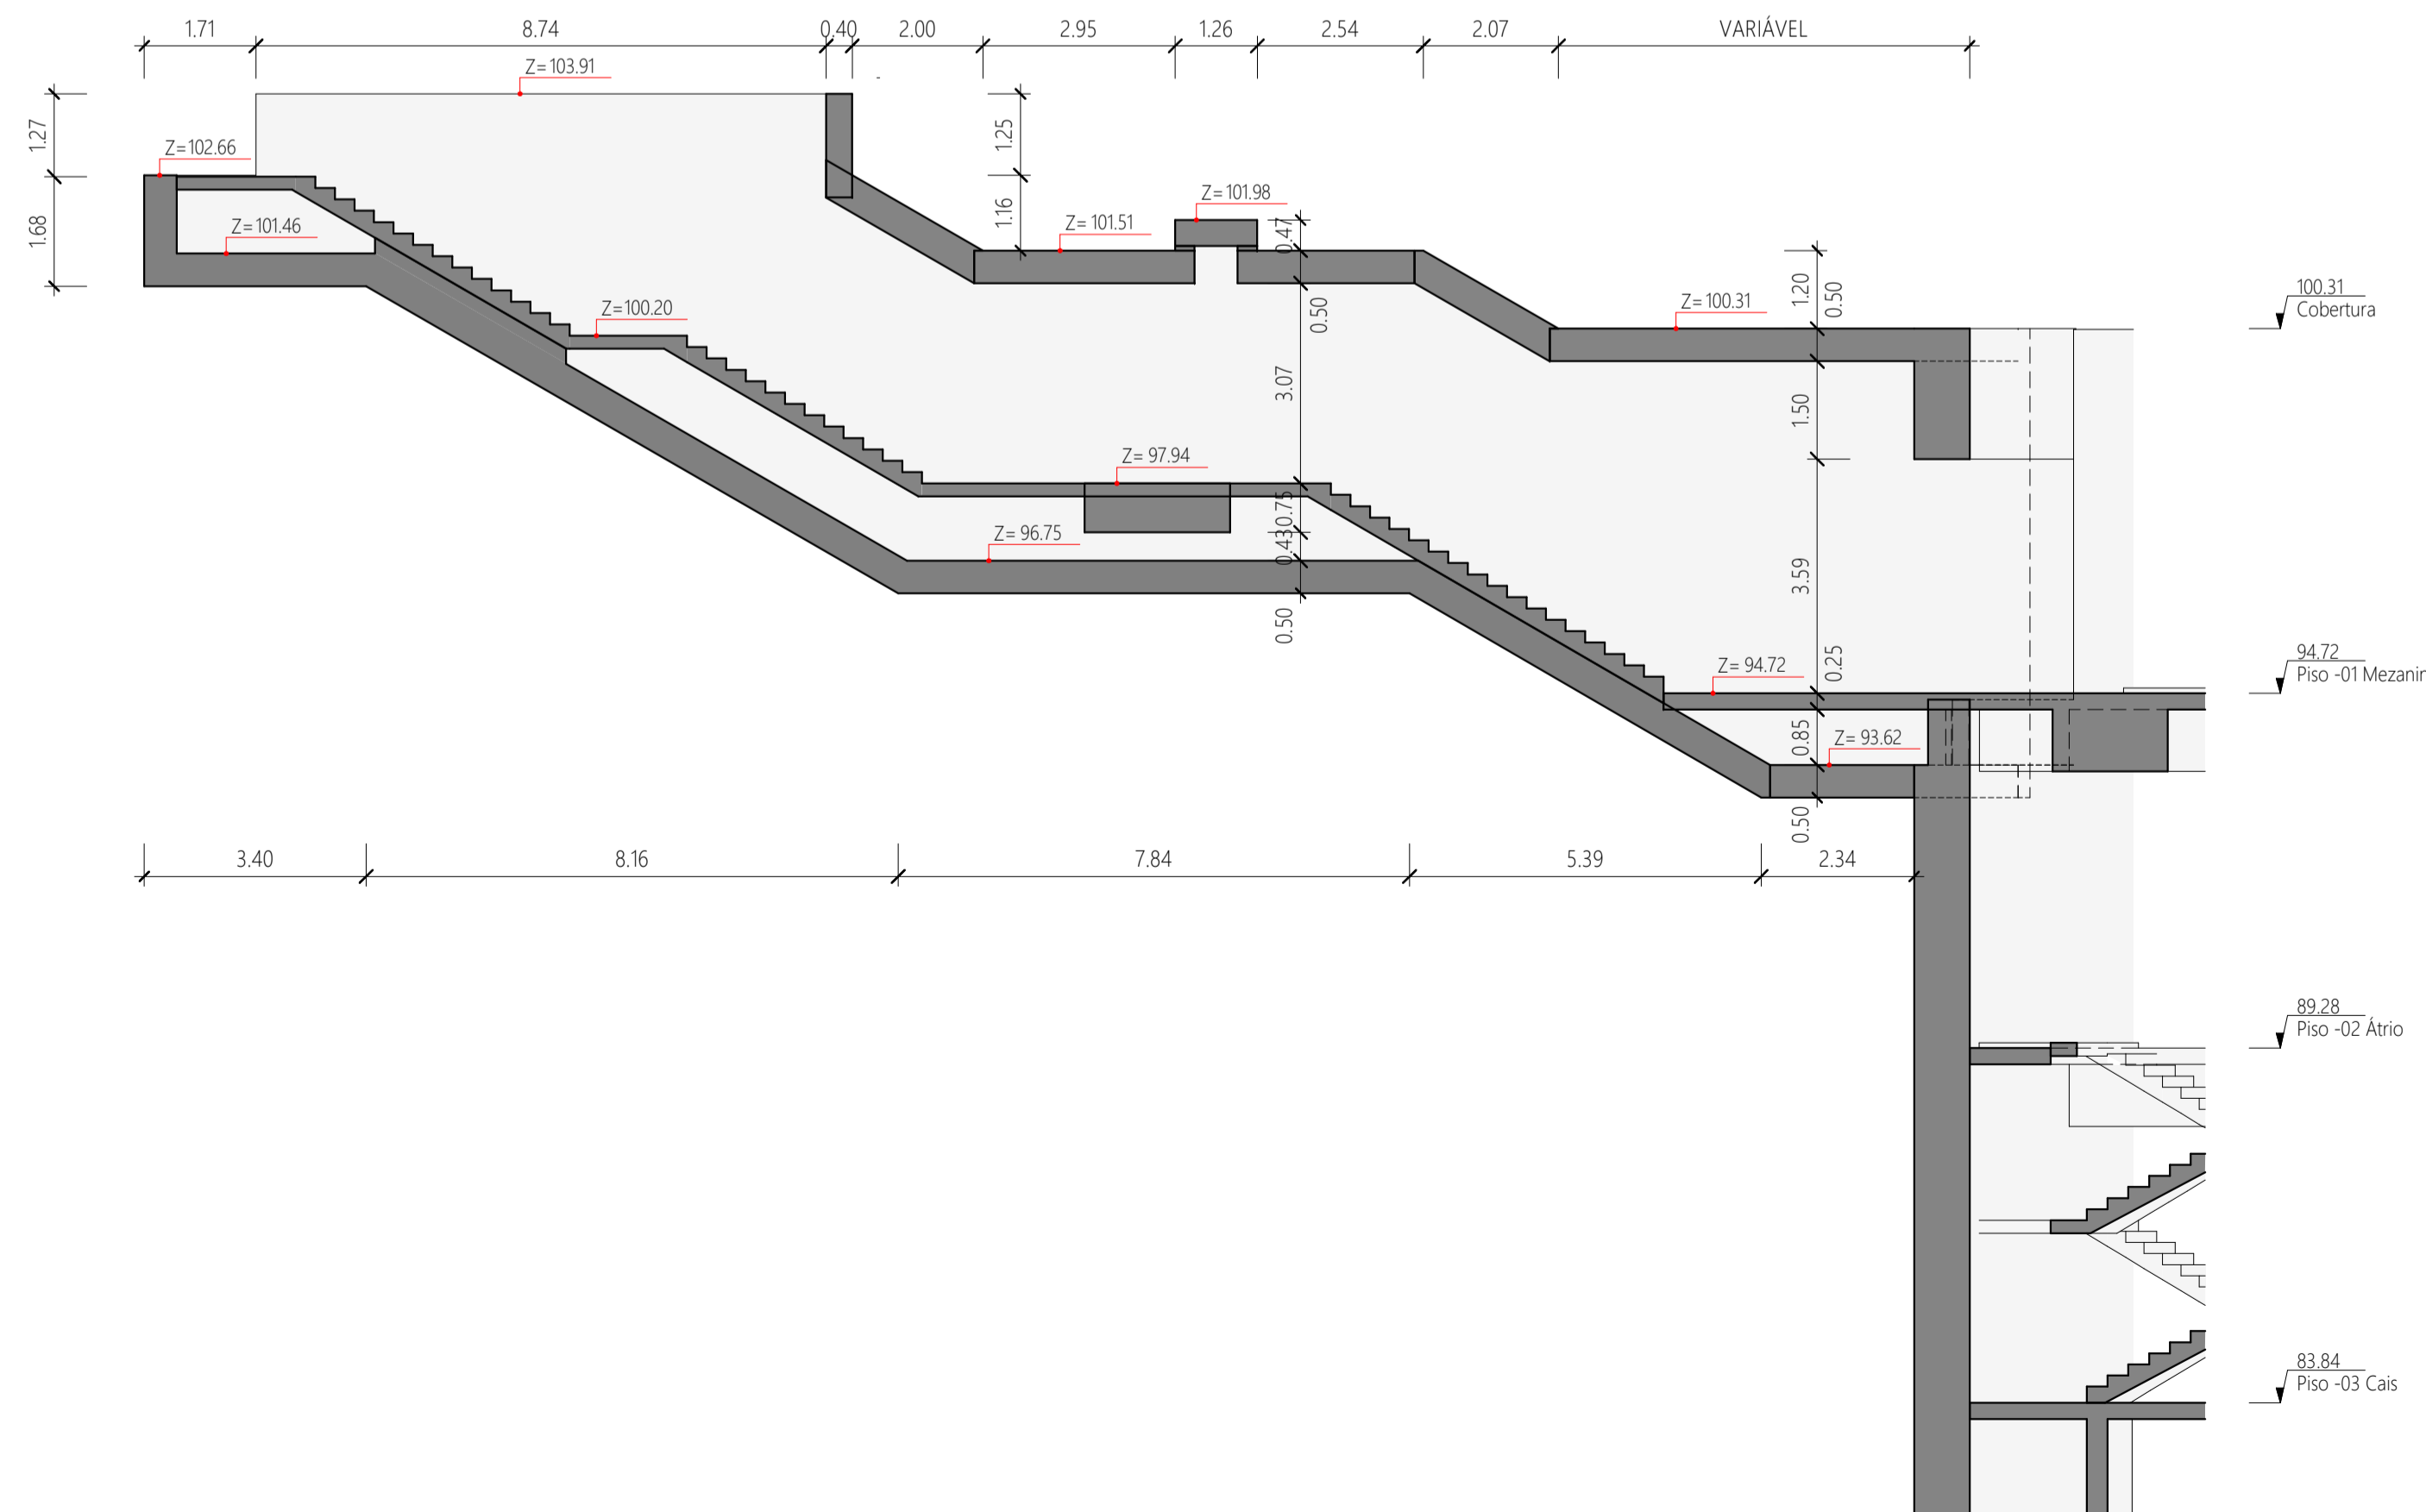 1.71
8.74
0.40
2.00
2.95
1.26
2.54
2.07
VARIÁVEL
Z=103.91
1.27
1.25
Z=102.66
1.68
Z=101.46
1.16
Z=101.98
Z=101.51
0.47
0.50
1.20
0.50
Z=100.31
100.31
Cobertura
Z=100.20
3.07
1.50
Z= 97.94
0.75
0.43
Z= 96.75
0.50
3.59
0.25
Z= 94.72
94.72
Piso -01 Mezanin
0.85
Z= 93.62
0.50
3.40
8.16
7.84
5.39
2.34
89.28
Piso -02 Átrio
83.84
Piso -03 Cais